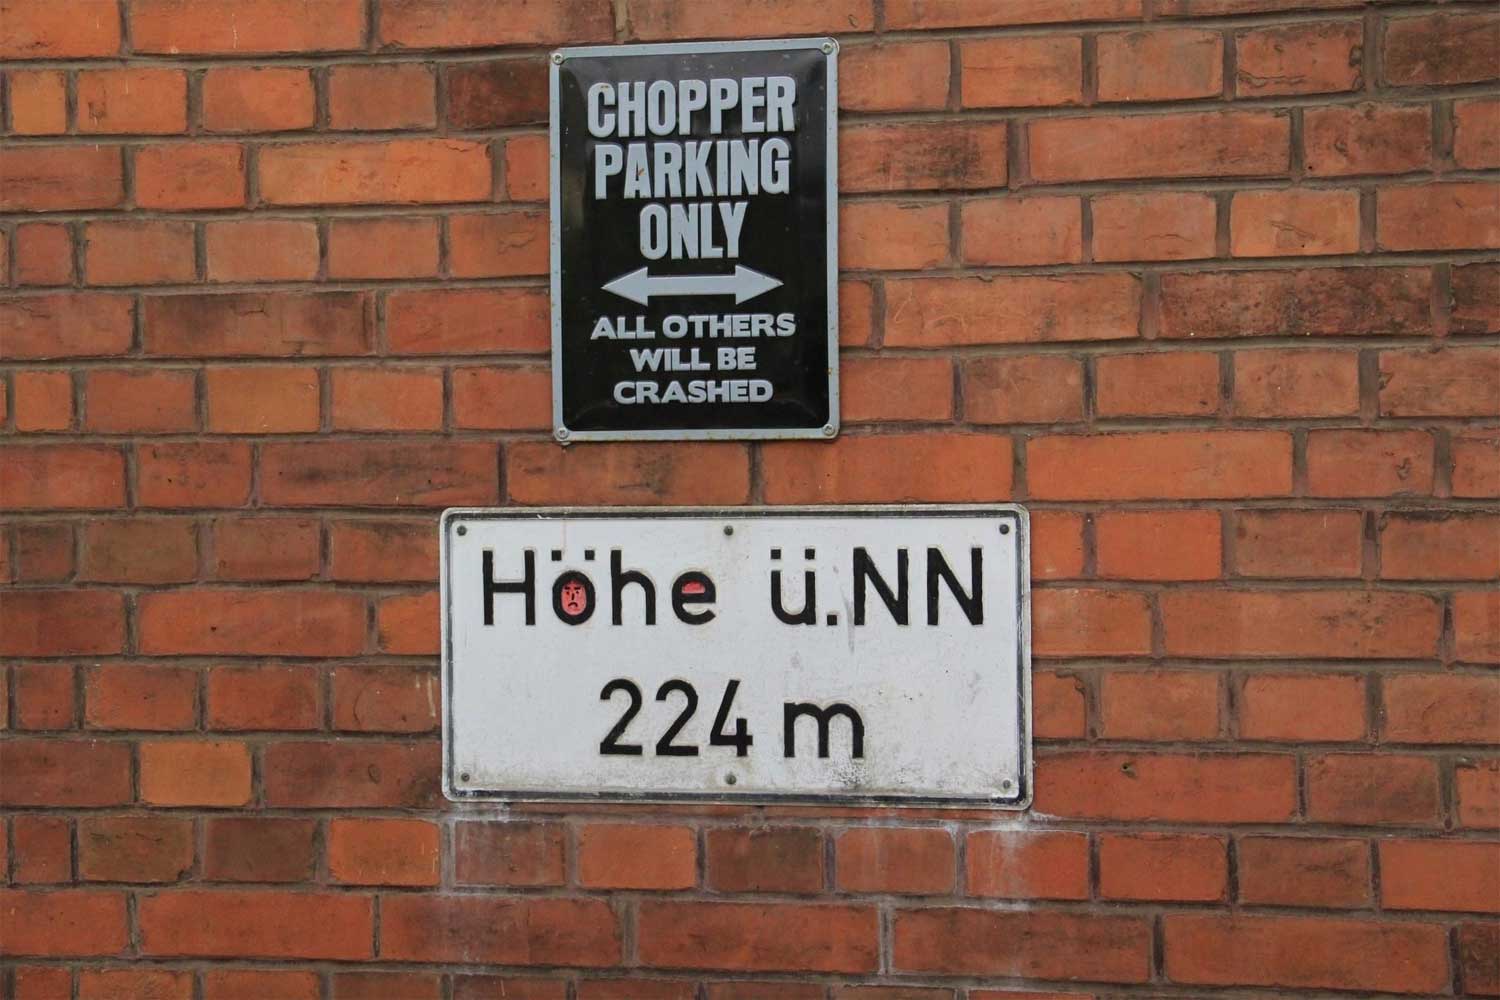 CHOPPER
PARKING
ONLY
ALL OTHERS
WILL BE
CRASHED
Höhe ü.NN
224 m